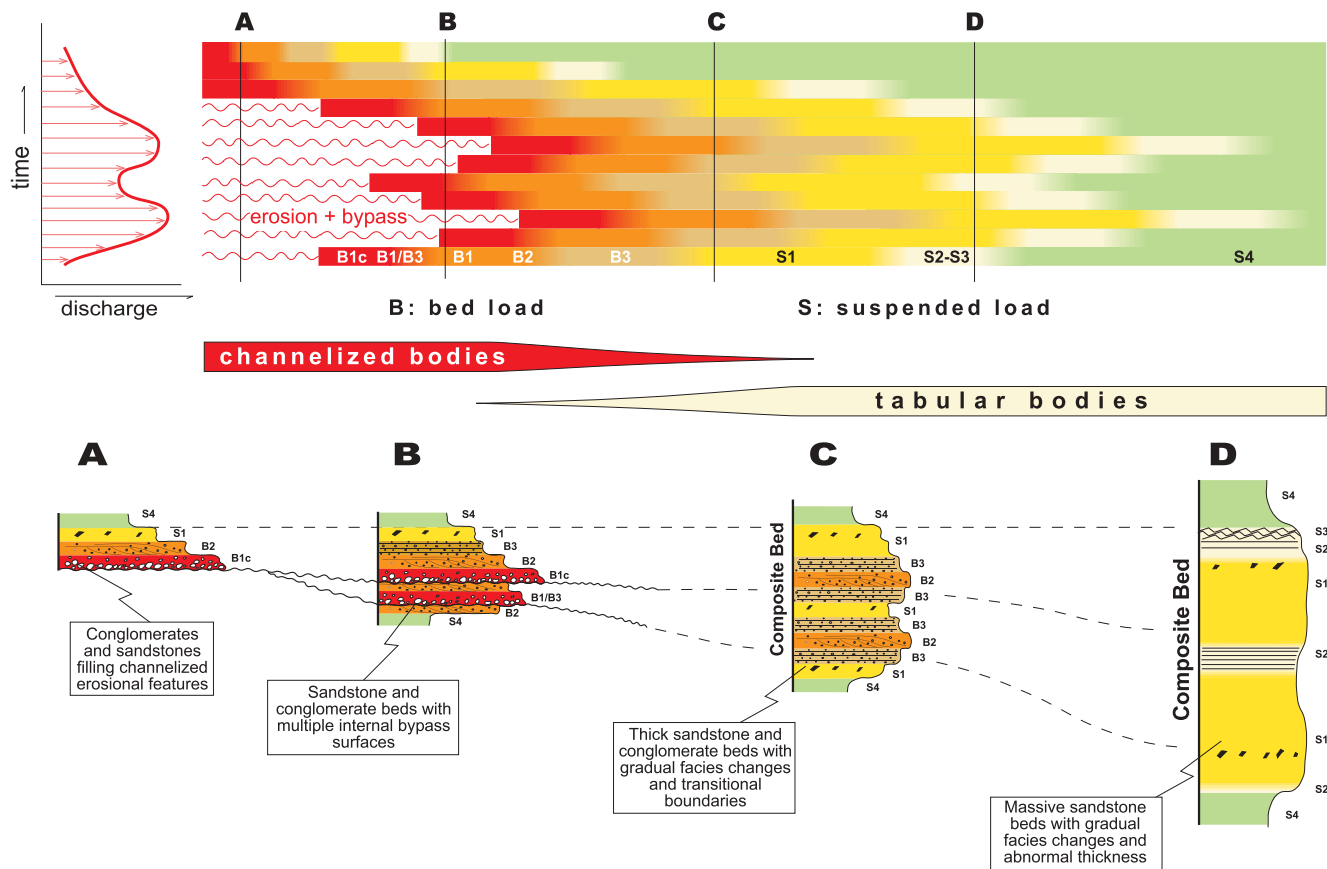 A B C D
time
discharge
erosion + bypass
B1c B1/B3 B1 B2 B3 S1 S2-S3 S4
B: bed load S: suspended load
channelized bodies
tabular bodies
A B C D
S4
S1
B2
B1c
Conglomerates
and sandstones
filling channelized
erosional features
S4
S1
B3
B2
B1c
B1/B3
B2
S4
Sandstone and
conglomerate beds with
multiple internal bypass
surfaces
Composite Bed
S4
S1
B3
B2
B3
S1
B3
B2
B3
S1
S4
Thick sandstone and
conglomerate beds with
gradual facies changes
and transitional
boundaries
Composite Bed
S4
S3
S2
S1
S2
S1
S2
S4
Massive sandstone
beds with gradual
facies changes and
abnormal thickness